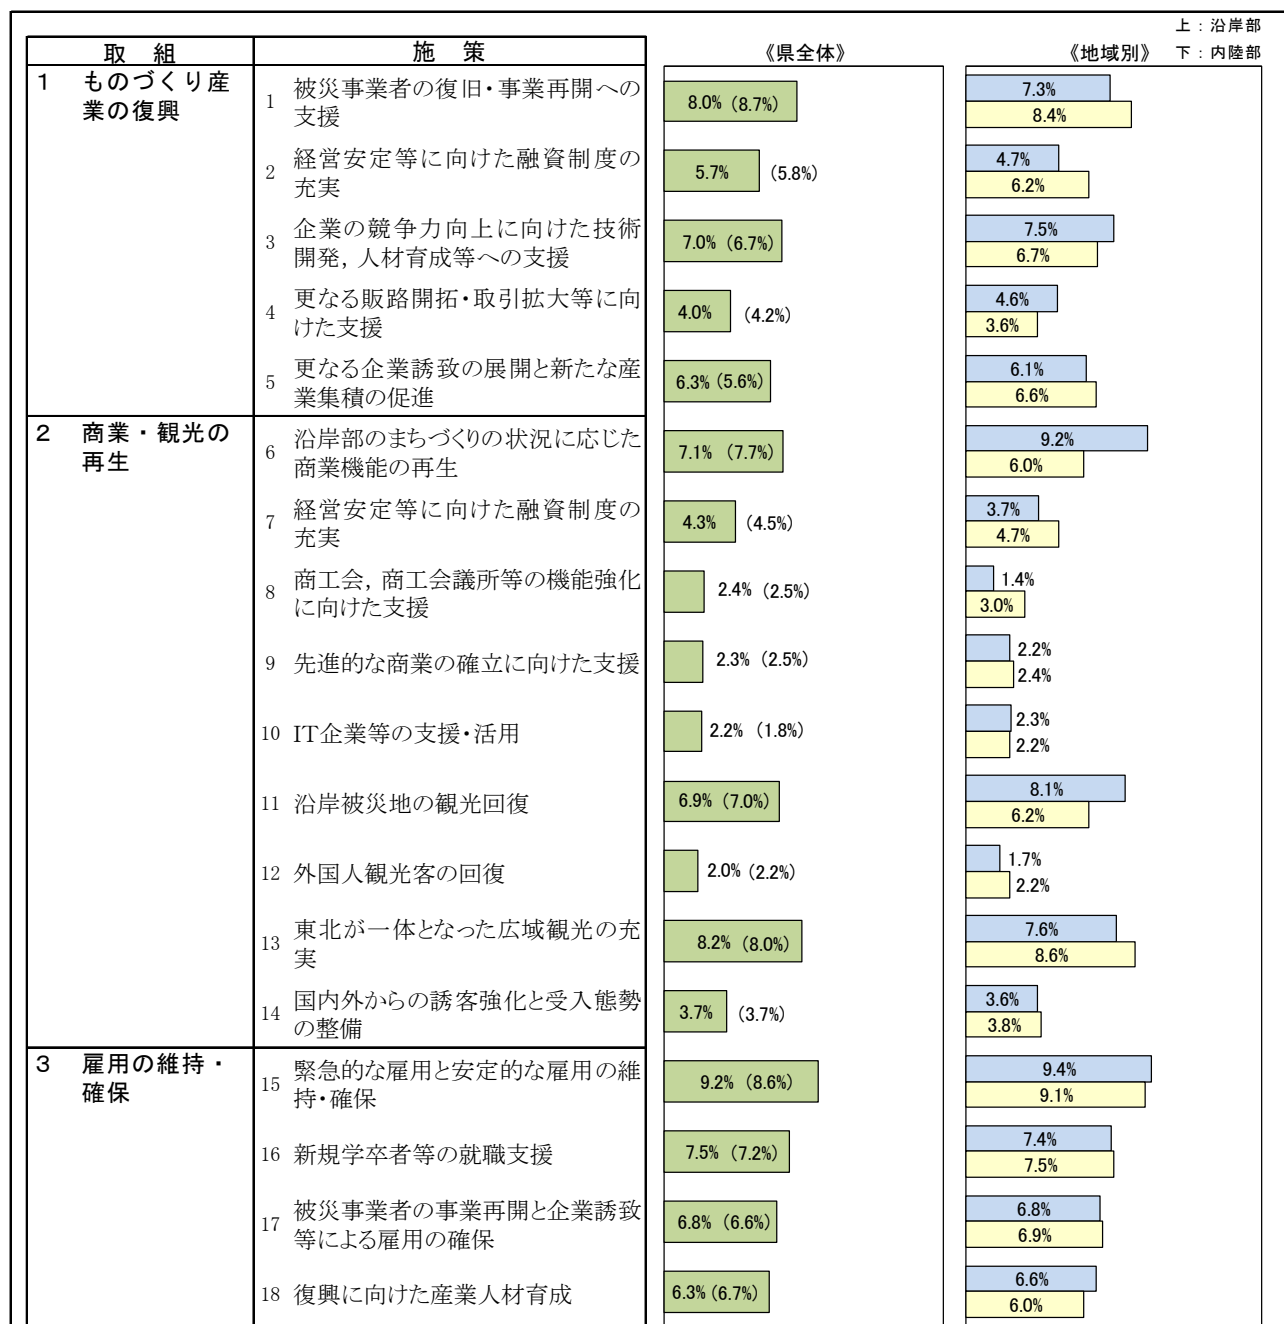 上：沿岸部
取　組　施　策　《県全体》　《地域別》　下：内陸部
1　ものづくり産
業の復興
1　被災事業者の復旧・事業再開への
支援
8.0%（8.7%）
7.3%
8.4%
2　経営安定等に向けた融資制度の
充実
5.7%（5.8%）
4.7%
6.2%
3　企業の競争力向上に向けた技術
開発，人材育成等への支援
7.0%（6.7%）
7.5%
6.7%
4　更なる販路開拓・取引拡大等に向
けた支援
4.0%（4.2%）
4.6%
3.6%
5　更なる企業誘致の展開と新たな産
業集積の促進
6.3%（5.6%）
6.1%
6.6%
2　商業・観光の
再生
6　沿岸部のまちづくりの状況に応じた
商業機能の再生
7.1%（7.7%）
9.2%
6.0%
7　経営安定等に向けた融資制度の
充実
4.3%（4.5%）
3.7%
4.7%
8　商工会，商工会議所等の機能強化
に向けた支援
2.4%（2.5%）
1.4%
3.0%
9　先進的な商業の確立に向けた支援
2.3%（2.5%）
2.2%
2.4%
10　IT企業等の支援・活用
2.2%（1.8%）
2.3%
2.2%
11　沿岸被災地の観光回復
6.9%（7.0%）
8.1%
6.2%
12　外国人観光客の回復
2.0%（2.2%）
1.7%
2.2%
13　東北が一体となった広域観光の充
実
8.2%（8.0%）
7.6%
8.6%
14　国内外からの誘客強化と受入態勢
の整備
3.7%（3.7%）
3.6%
3.8%
3　雇用の維持・
確保
15　緊急的な雇用と安定的な雇用の維
持・確保
9.2%（8.6%）
9.4%
9.1%
16　新規学卒者等の就職支援
7.5%（7.2%）
7.4%
7.5%
17　被災事業者の事業再開と企業誘致
等による雇用の確保
6.8%（6.6%）
6.8%
6.9%
18　復興に向けた産業人材育成
6.3%（6.7%）
6.6%
6.0%